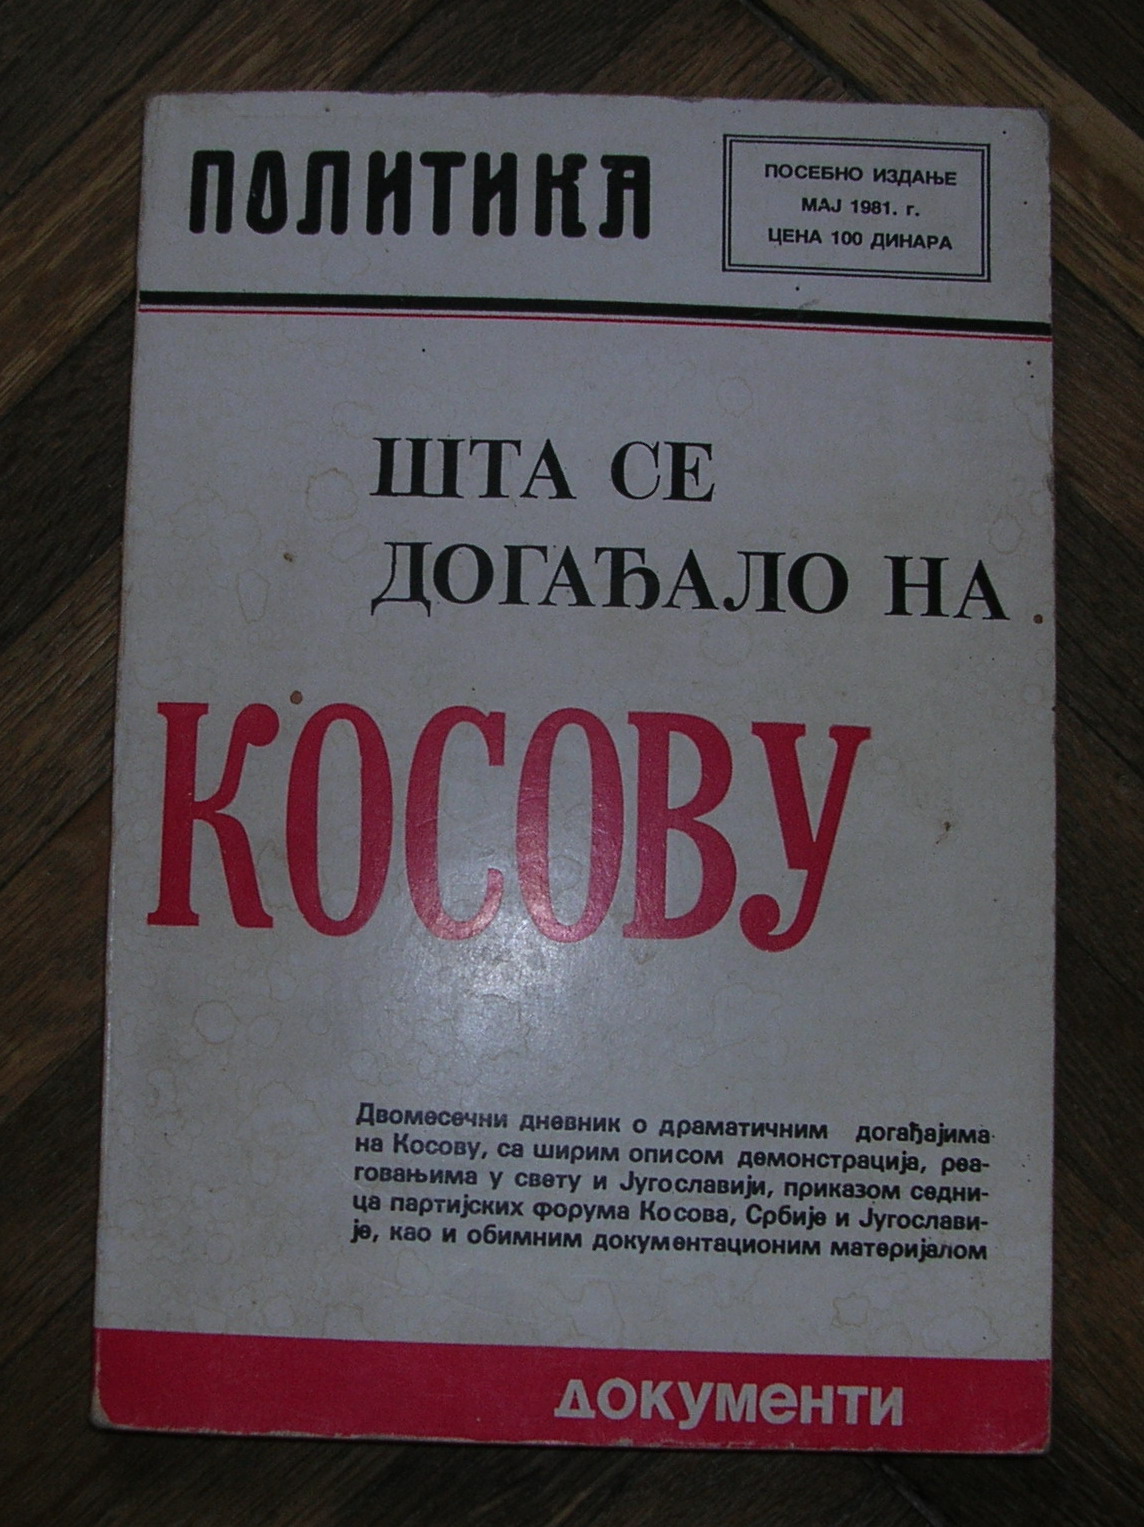 ПОЛИТИКА
ПОСЕБНО ИЗДАЊЕ
МАЈ 1981. г.
ЦЕНА 100 ДИНАРА
ШТА СЕ
ДОГАЂАЛО НА
КОСОВУ
Двомесечни дневник о драматичним догађајима
на Косову, са ширим описом демонстрација, реа-
говањима у свету и Југославији, приказом седни-
ца партијских форума Косова, Србије и Југослави-
је, као и обимним документационим материјалом
документи